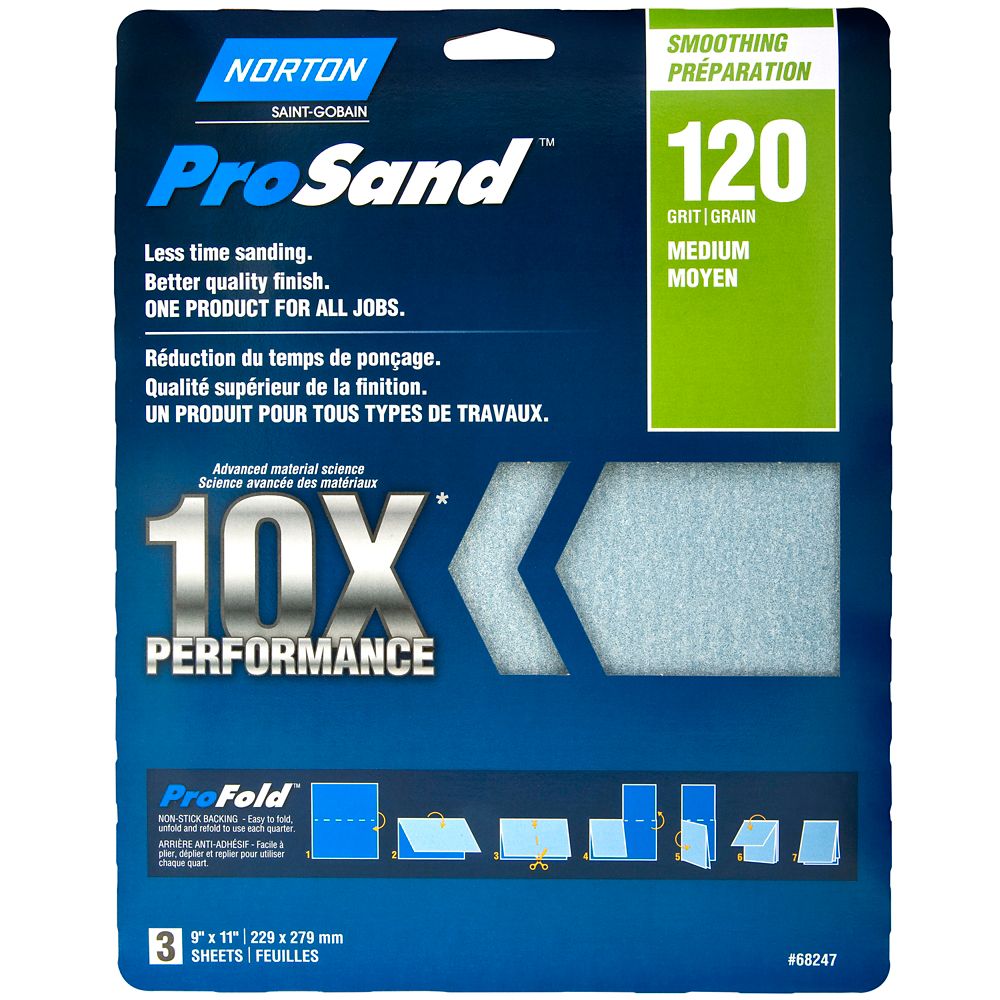 NORTON
SAINT-GOBAIN
ProSand™
Less time sanding.
Better quality finish.
ONE PRODUCT FOR ALL JOBS.
Réduction du temps de ponçage.
Qualité supérieur de la finition.
UN PRODUIT POUR TOUS TYPES DE TRAVAUX.
SMOOTHING
PRÉPARATION
120
GRIT | GRAIN
MEDIUM
MOYEN
Advanced material science
Science avancée des matériaux
10X*
PERFORMANCE
ProFold™
NON-STICK BACKING - Easy to fold,
unfold and refold to use each quarter.
ARRIÈRE ANTI-ADHÉSIF - Facile à
plier, déplier et replier pour utiliser
chaque quart.
1 2 3 4 5 6 7
3
9" x 11" | 229 x 279 mm
SHEETS | FEUILLES
#68247